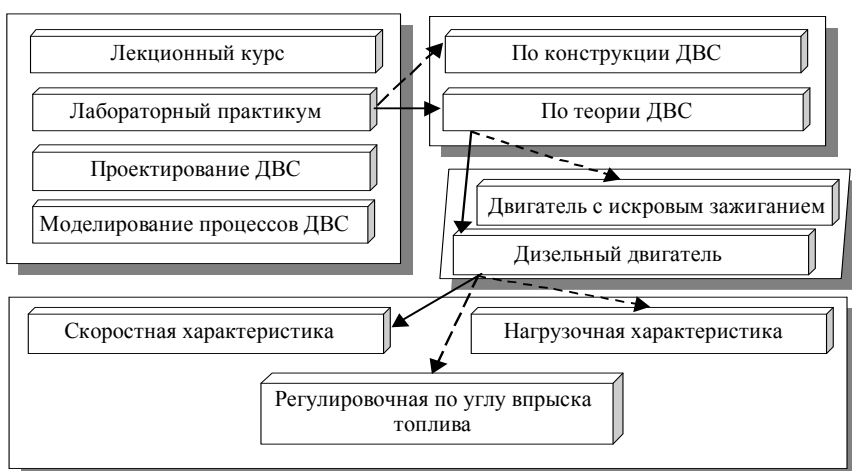 Лекционный курс
Лабораторный практикум
Проектирование ДВС
Моделирование процессов ДВС
По конструкции ДВС
По теории ДВС
Двигатель с искровым зажиганием
Дизельный двигатель
Скоростная характеристика
Нагрузочная характеристика
Регулировочная по углу впрыска
топлива